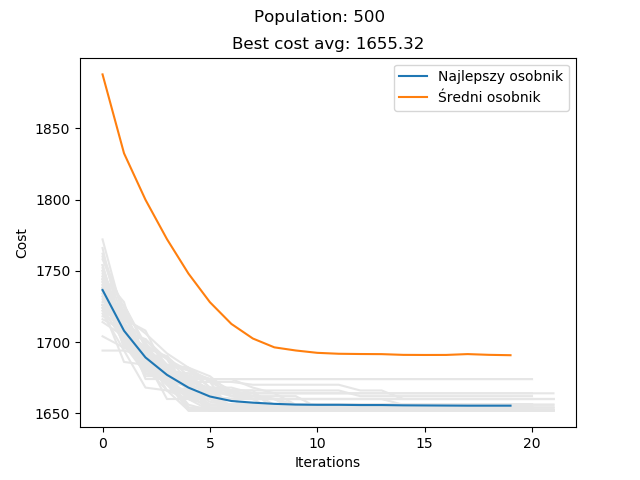 Population: 500
Best cost avg: 1655.32
Najlepszy osobnik
Średni osobnik
Cost
1850
1800
1750
1700
1650
0 5 10 15 20
Iterations